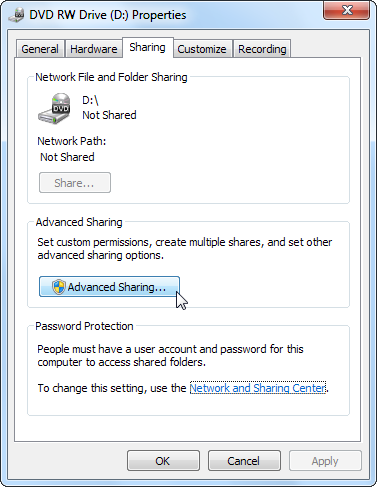 DVD RW Drive (D:) Properties
General Hardware Sharing Customize Recording
Network File and Folder Sharing
D:\
Not Shared
DVD
Network Path:
Not Shared
Share...
Advanced Sharing
Set custom permissions, create multiple shares, and set other
advanced sharing options.
Advanced Sharing...
Password Protection
People must have a user account and password for this
computer to access shared folders.
To change this setting, use the Network and Sharing Center.
OK Cancel Apply